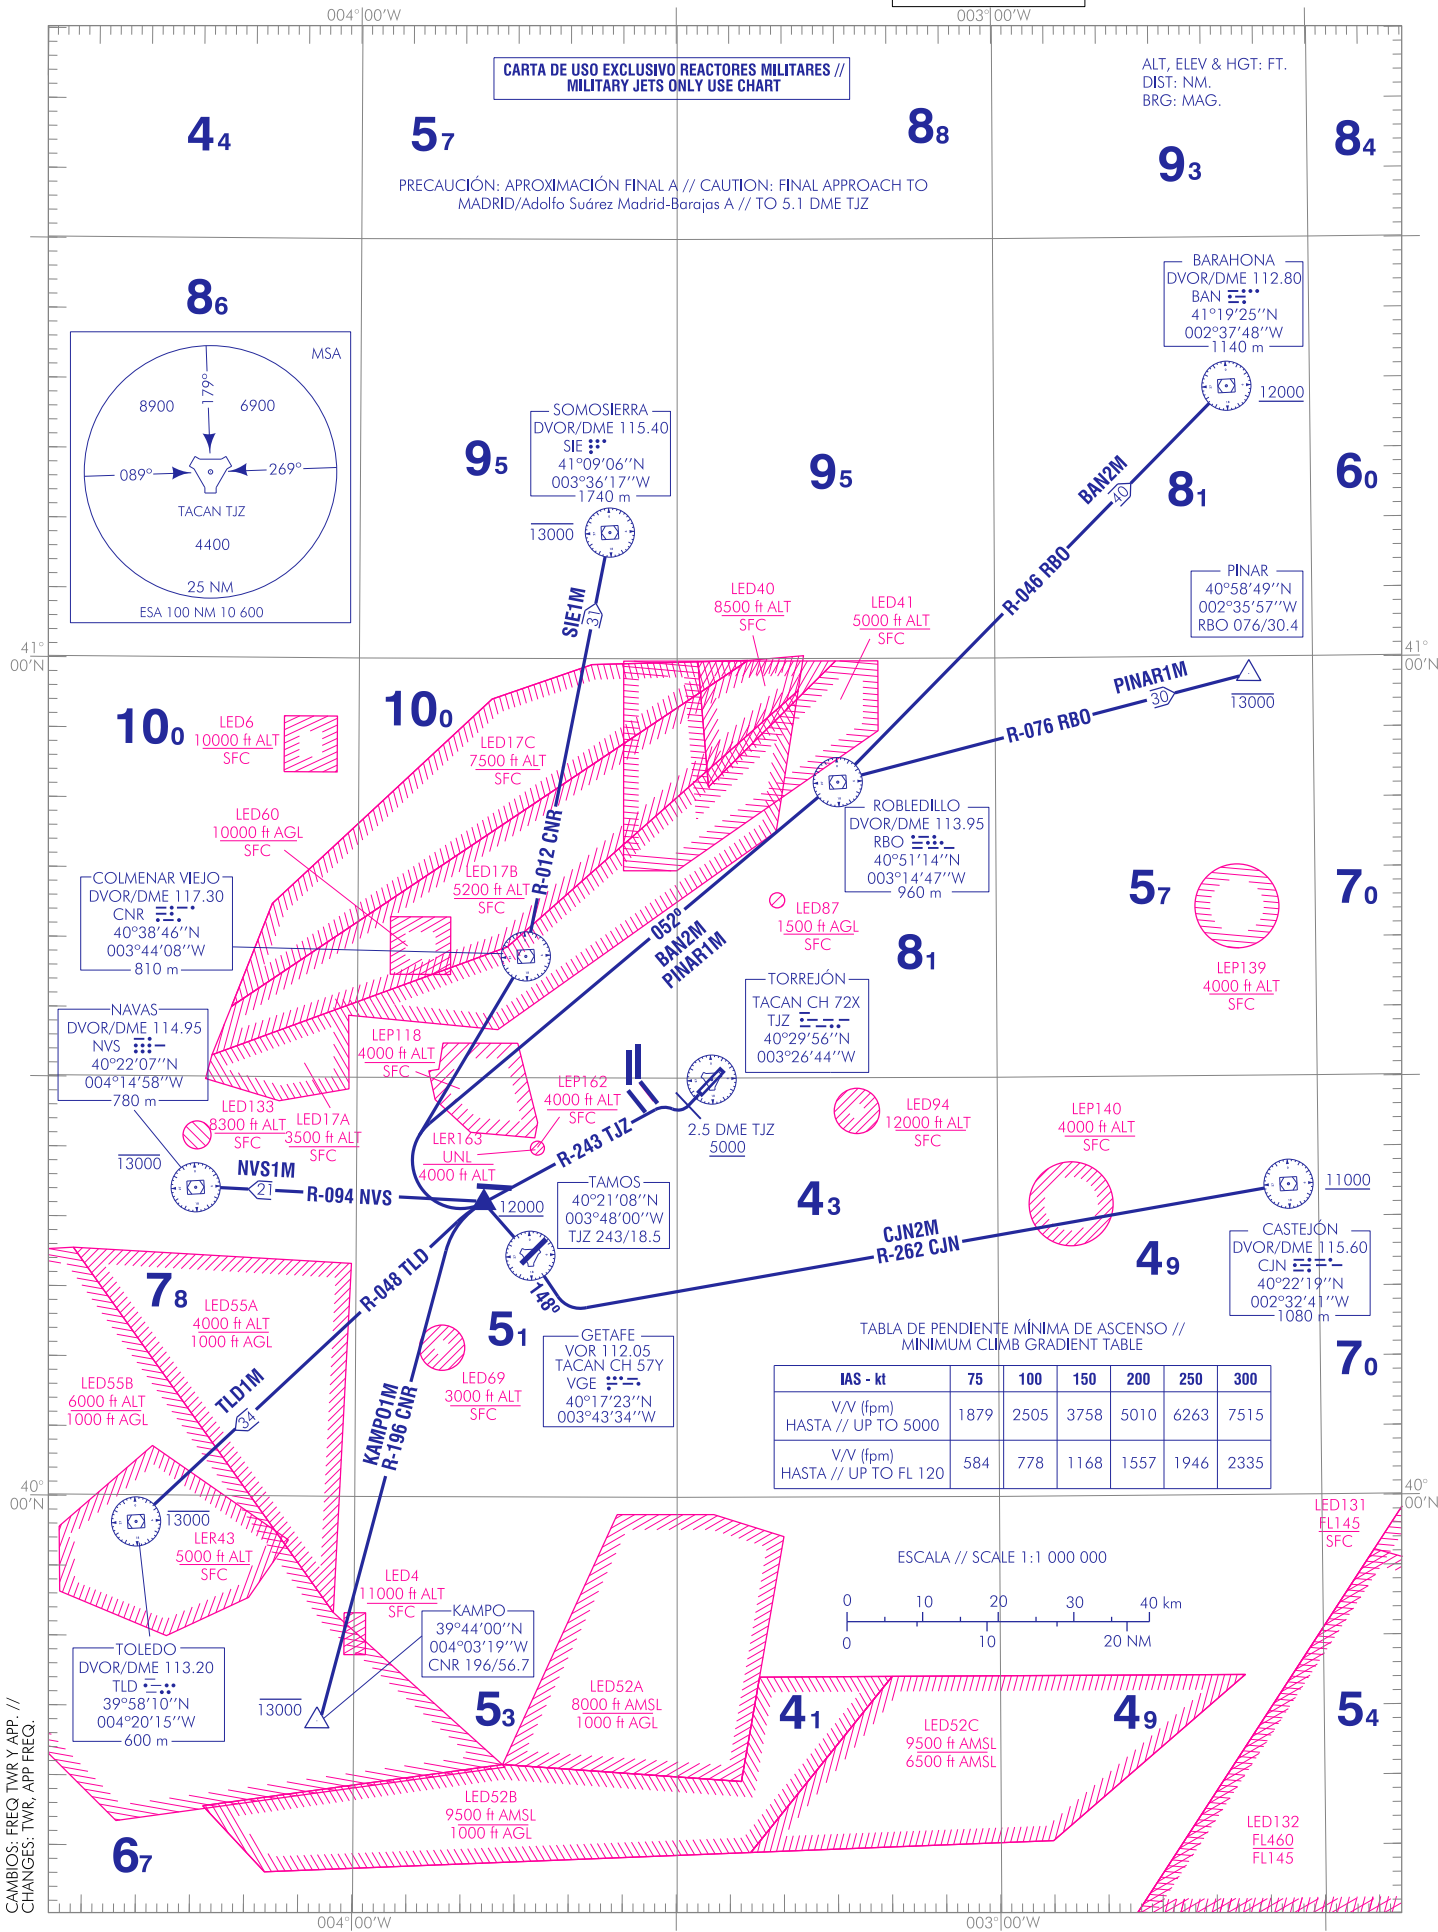 004°00'W
003°00'W
CARTA DE USO EXCLUSIVO REACTORES MILITARES //
MILITARY JETS ONLY USE CHART
ALT, ELEV & HGT: FT.
DIST: NM.
BRG: MAG.
44
57
88
93
84
PRECAUCIÓN: APROXIMACIÓN FINAL A // CAUTION: FINAL APPROACH TO
MADRID/Adolfo Suárez Madrid-Barajas A // TO 5.1 DME TJZ
BARAHONA
DVOR/DME 112.80
BAN
41°19'25''N
002°37'48''W
1140 m
12000
86
MSA
8900
179°
6900
089°
269°
TACAN TJZ
4400
25 NM
ESA 100 NM 10 600
SOMOSIERRA
DVOR/DME 115.40
SIE
41°09'06''N
003°36'17''W
1740 m
13000
95
95
BAN2M
40
81
60
R-046 RBO
PINAR
40°58'49''N
002°35'57''W
RBO 076/30.4
SIE1M
31
LED40
8500 ft ALT
SFC
LED41
5000 ft ALT
SFC
41°
00'N
41°
00'N
PINAR1M
30
13000
R-076 RBO
100
100
LED6
10000 ft ALT
SFC
LED17C
7500 ft ALT
SFC
LED60
10000 ft AGL
SFC
R-012 CNR
ROBLEDILLO
DVOR/DME 113.95
RBO
40°51'14''N
003°14'47''W
960 m
COLMENAR VIEJO
DVOR/DME 117.30
CNR
40°38'46''N
003°44'08''W
810 m
LED17B
5200 ft ALT
SFC
052°
BAN2M
PINAR1M
LED87
1500 ft AGL
SFC
57
70
81
LEP139
4000 ft ALT
SFC
TORREJÓN
TACAN CH 72X
TJZ
40°29'56''N
003°26'44''W
NAVAS
DVOR/DME 114.95
NVS
40°22'07''N
004°14'58''W
780 m
LEP118
4000 ft ALT
SFC
LEP162
4000 ft ALT
SFC
LED133
8300 ft ALT
SFC
LED17A
3500 ft ALT
SFC
LER163
UNL
4000 ft ALT
R-243 TJZ
2.5 DME TJZ
5000
LED94
12000 ft ALT
SFC
LEP140
4000 ft ALT
SFC
13000
NVS1M
21
R-094 NVS
12000
TAMOS
40°21'08''N
003°48'00''W
TJZ 243/18.5
43
11000
CJN2M
R-262 CJN
CASTEJÓN
DVOR/DME 115.60
CJN
40°22'19''N
002°32'41''W
1080 m
49
R-048 TLD
148°
78
LED55A
4000 ft ALT
1000 ft AGL
51
GETAFE
VOR 112.05
TACAN CH 57Y
VGE
40°17'23''N
003°43'34''W
LED69
3000 ft ALT
SFC
LED55B
6000 ft ALT
1000 ft AGL
TLD1M
34
KAMPO1M
R-196 CNR
70
TABLA DE PENDIENTE MÍNIMA DE ASCENSO //
MINIMUM CLIMB GRADIENT TABLE
IAS - kt 75 100 150 200 250 300
V/V (fpm)
HASTA // UP TO 5000 1879 2505 3758 5010 6263 7515
V/V (fpm)
HASTA // UP TO FL 120 584 778 1168 1557 1946 2335
40°
00'N
40°
00'N
13000
LER43
5000 ft ALT
SFC
LED131
FL145
SFC
ESCALA // SCALE 1:1 000 000
0 10 20 30 40 km
0 10 20 NM
LED4
11000 ft ALT
SFC
KAMPO
39°44'00''N
004°03'19''W
CNR 196/56.7
TOLEDO
DVOR/DME 113.20
TLD
39°58'10''N
004°20'15''W
600 m
13000
53
LED52A
8000 ft AMSL
1000 ft AGL
41
LED52C
9500 ft AMSL
6500 ft AMSL
49
54
LED52B
9500 ft AMSL
1000 ft AGL
LED132
FL460
FL145
67
CAMBIOS: FREQ TWR Y APP. //
CHANGES: TWR, APP FREQ.
004°00'W
003°00'W